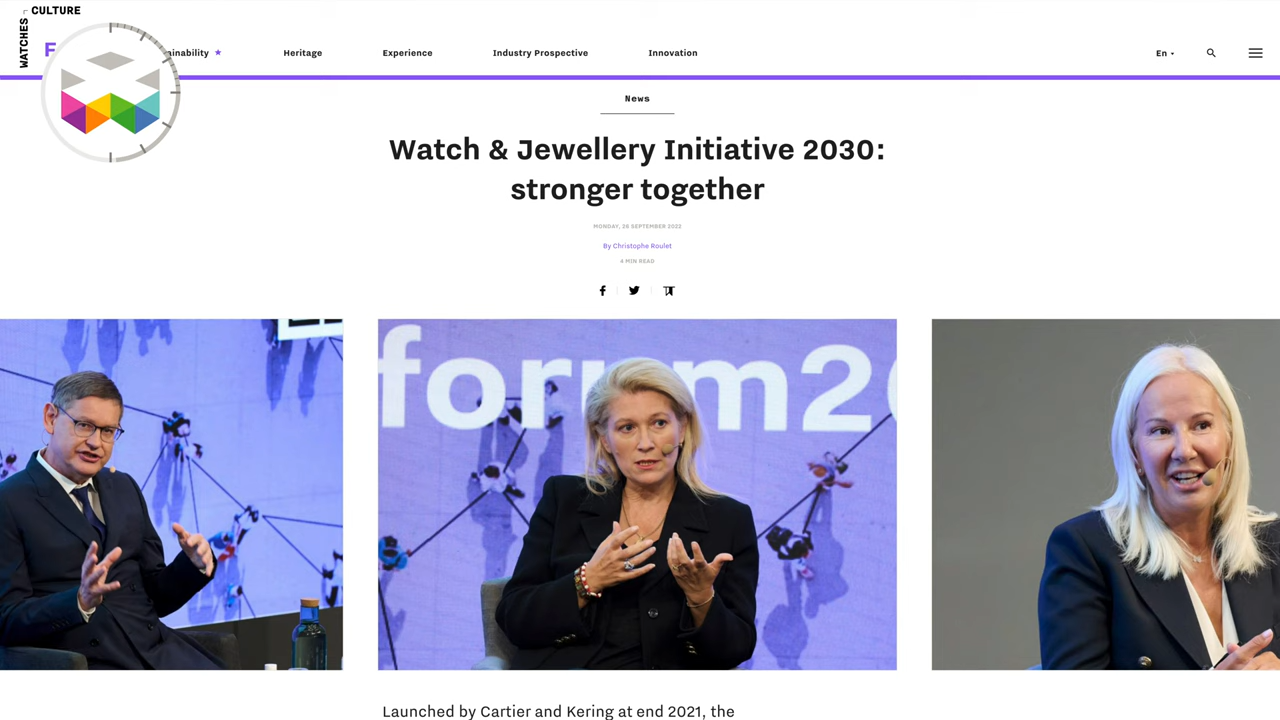 CULTURE
WATCHES
F
ainability
Heritage
Experience
Industry Prospective
Innovation
En
News
Watch & Jewellery Initiative 2030:
stronger together
MONDAY, 26 SEPTEMBER 2022
By Christophe Roulet
4 MIN READ
forum20
Launched by Cartier and Kering at end 2021, the